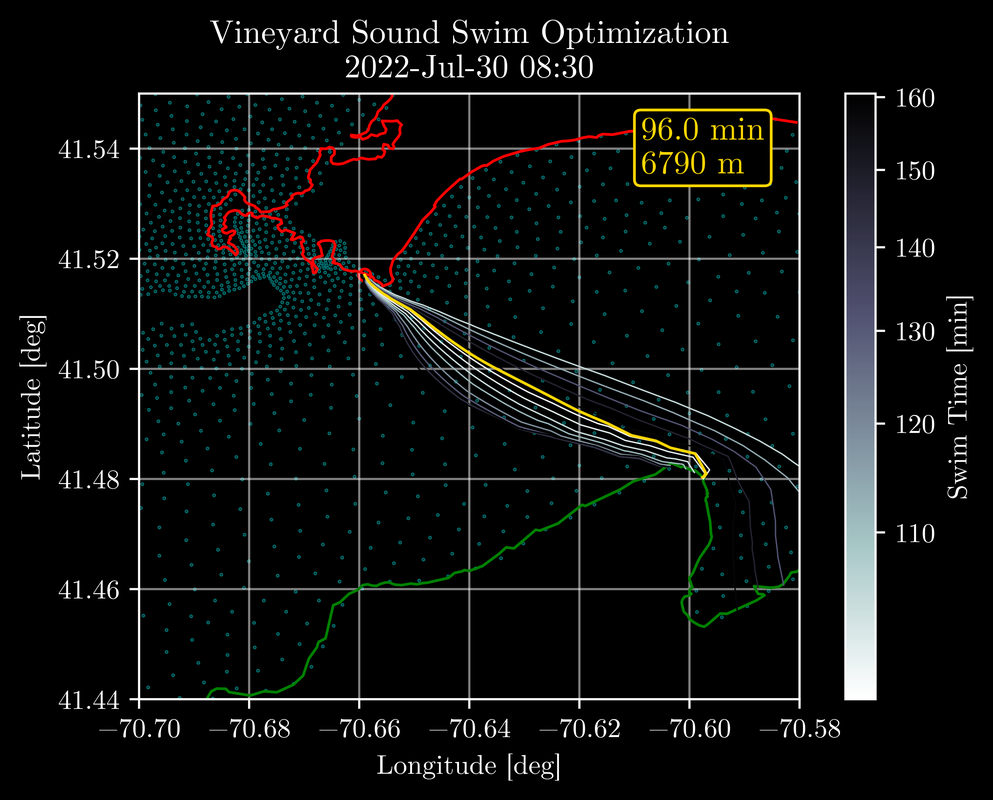 Vineyard Sound Swim Optimization
2022-Jul-30 08:30
96.0 min
6790 m
41.54
41.52
41.50
41.48
41.46
41.44
Latitude [deg]
−70.70
−70.68
−70.66
−70.64
−70.62
−70.60
−70.58
Longitude [deg]
160
150
140
130
120
110
Swim Time [min]